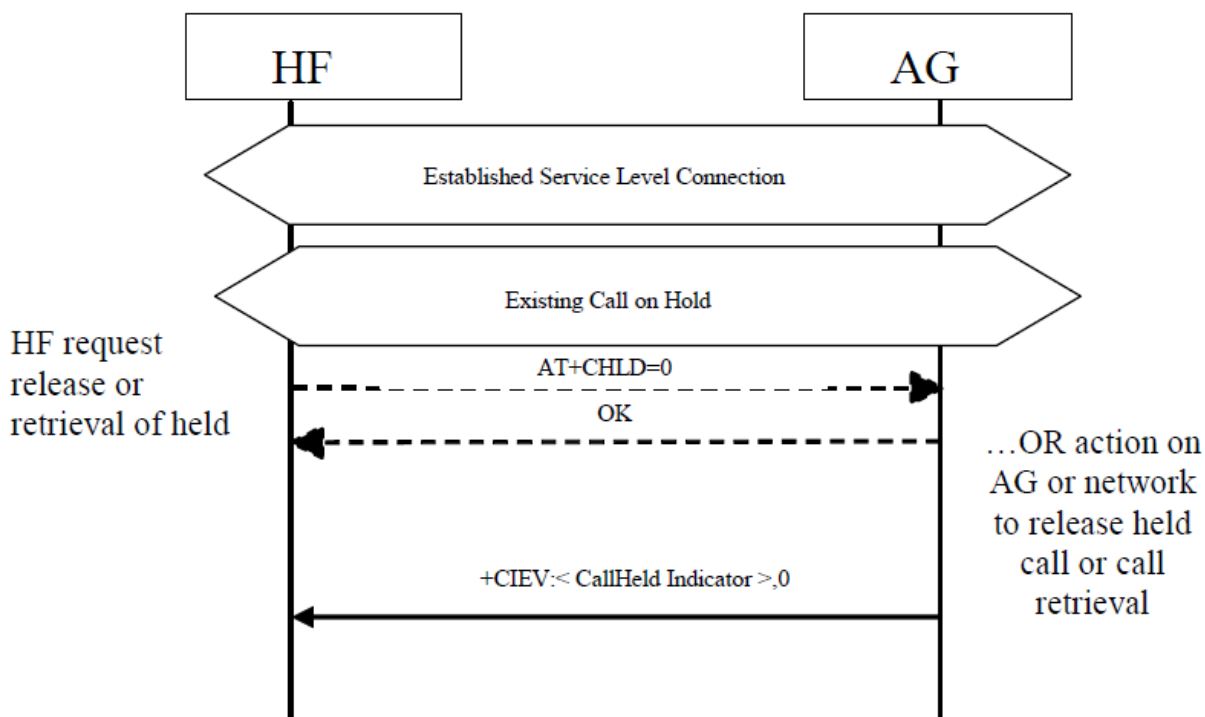 HF
AG
Established Service Level Connection
Existing Call on Hold
HF request
release or
retrieval of held
AT+CHLD=0
OK
…OR action on
AG or network
to release held
call or call
retrieval
+CIEV:< CallHeld Indicator >,0